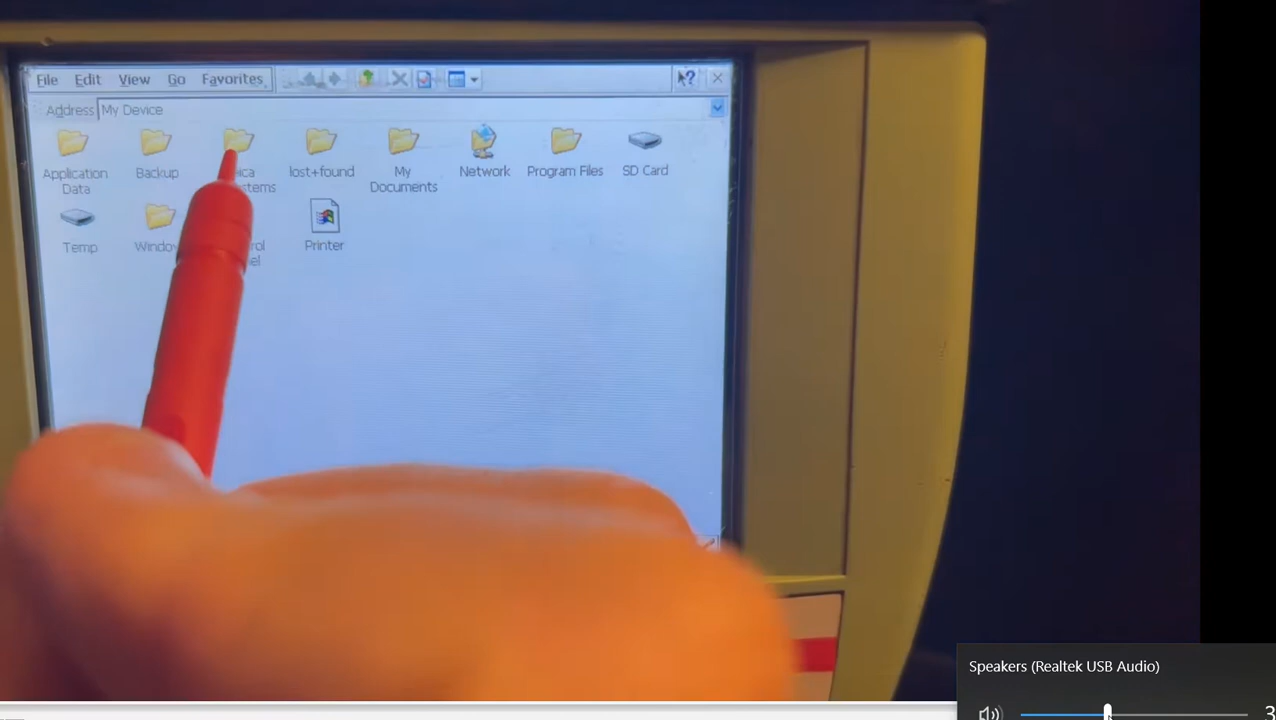 File Edit View Go Favorites
Address My Device
Application Data
Backup
lost+found
My Documents
Network
Program Files
SD Card
Temp
Printer
Speakers (Realtek USB Audio)
3